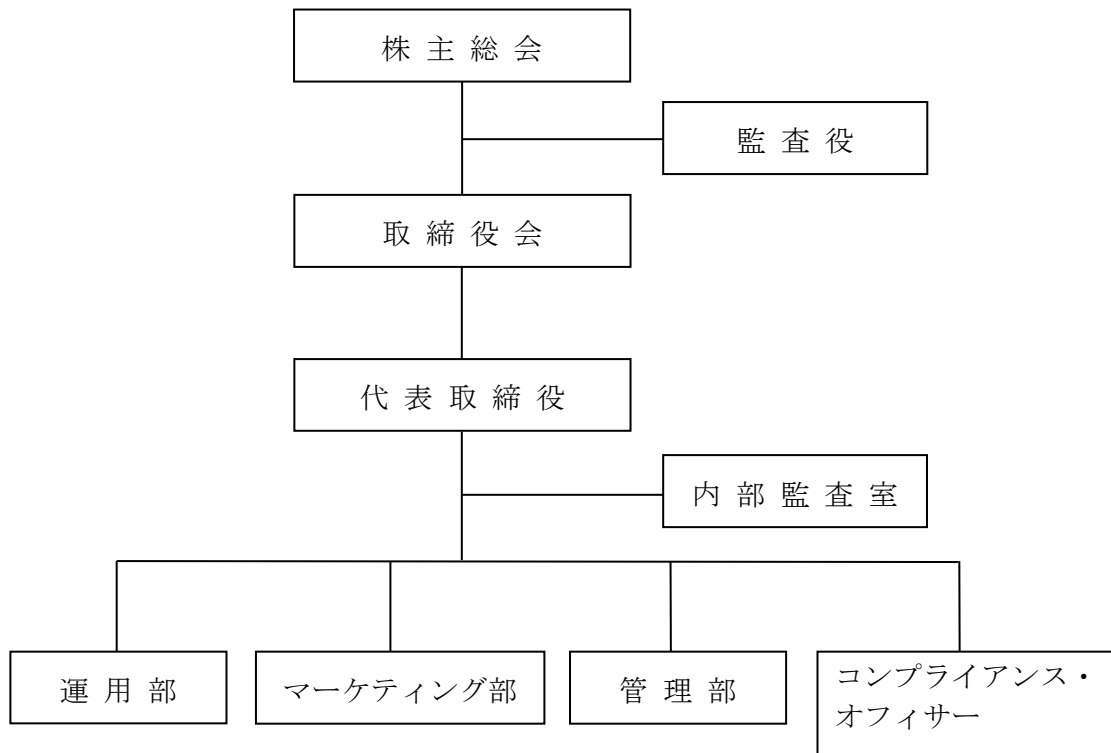 株主総会
監査役
取締役会
代表取締役
内部監査室
運用部
マーケティング部
管理部
コンプライアンス・
オフィサー